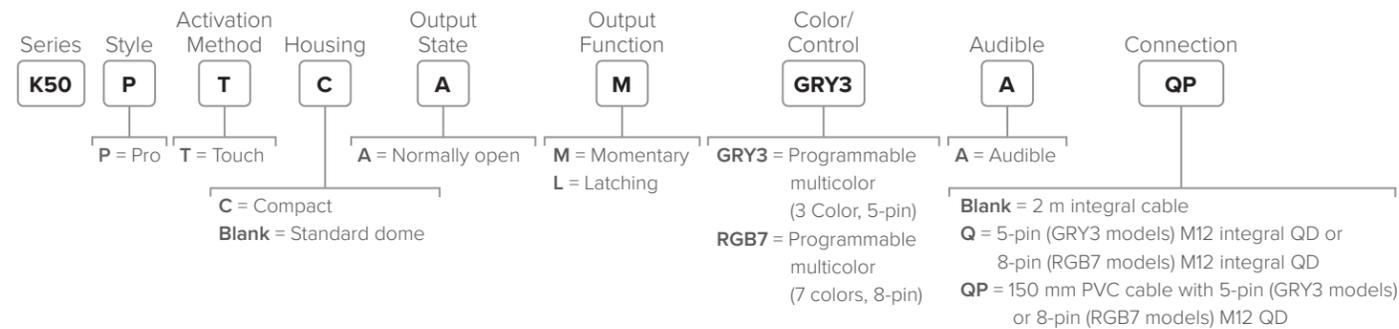 Series
Style
Activation
Method
Housing
Output
State
Output
Function
Color/
Control
Audible
Connection
K50
P
T
C
A
M
GRY3
A
QP
P = Pro
T = Touch
A = Normally open
M = Momentary
L = Latching
GRY3 = Programmable
multicolor
(3 Color, 5-pin)
RGB7 = Programmable
multicolor
(7 colors, 8-pin)
A = Audible
C = Compact
Blank = Standard dome
Blank = 2 m integral cable
Q = 5-pin (GRY3 models) M12 integral QD or
8-pin (RGB7 models) M12 integral QD
QP = 150 mm PVC cable with 5-pin (GRY3 models)
or 8-pin (RGB7 models) M12 QD